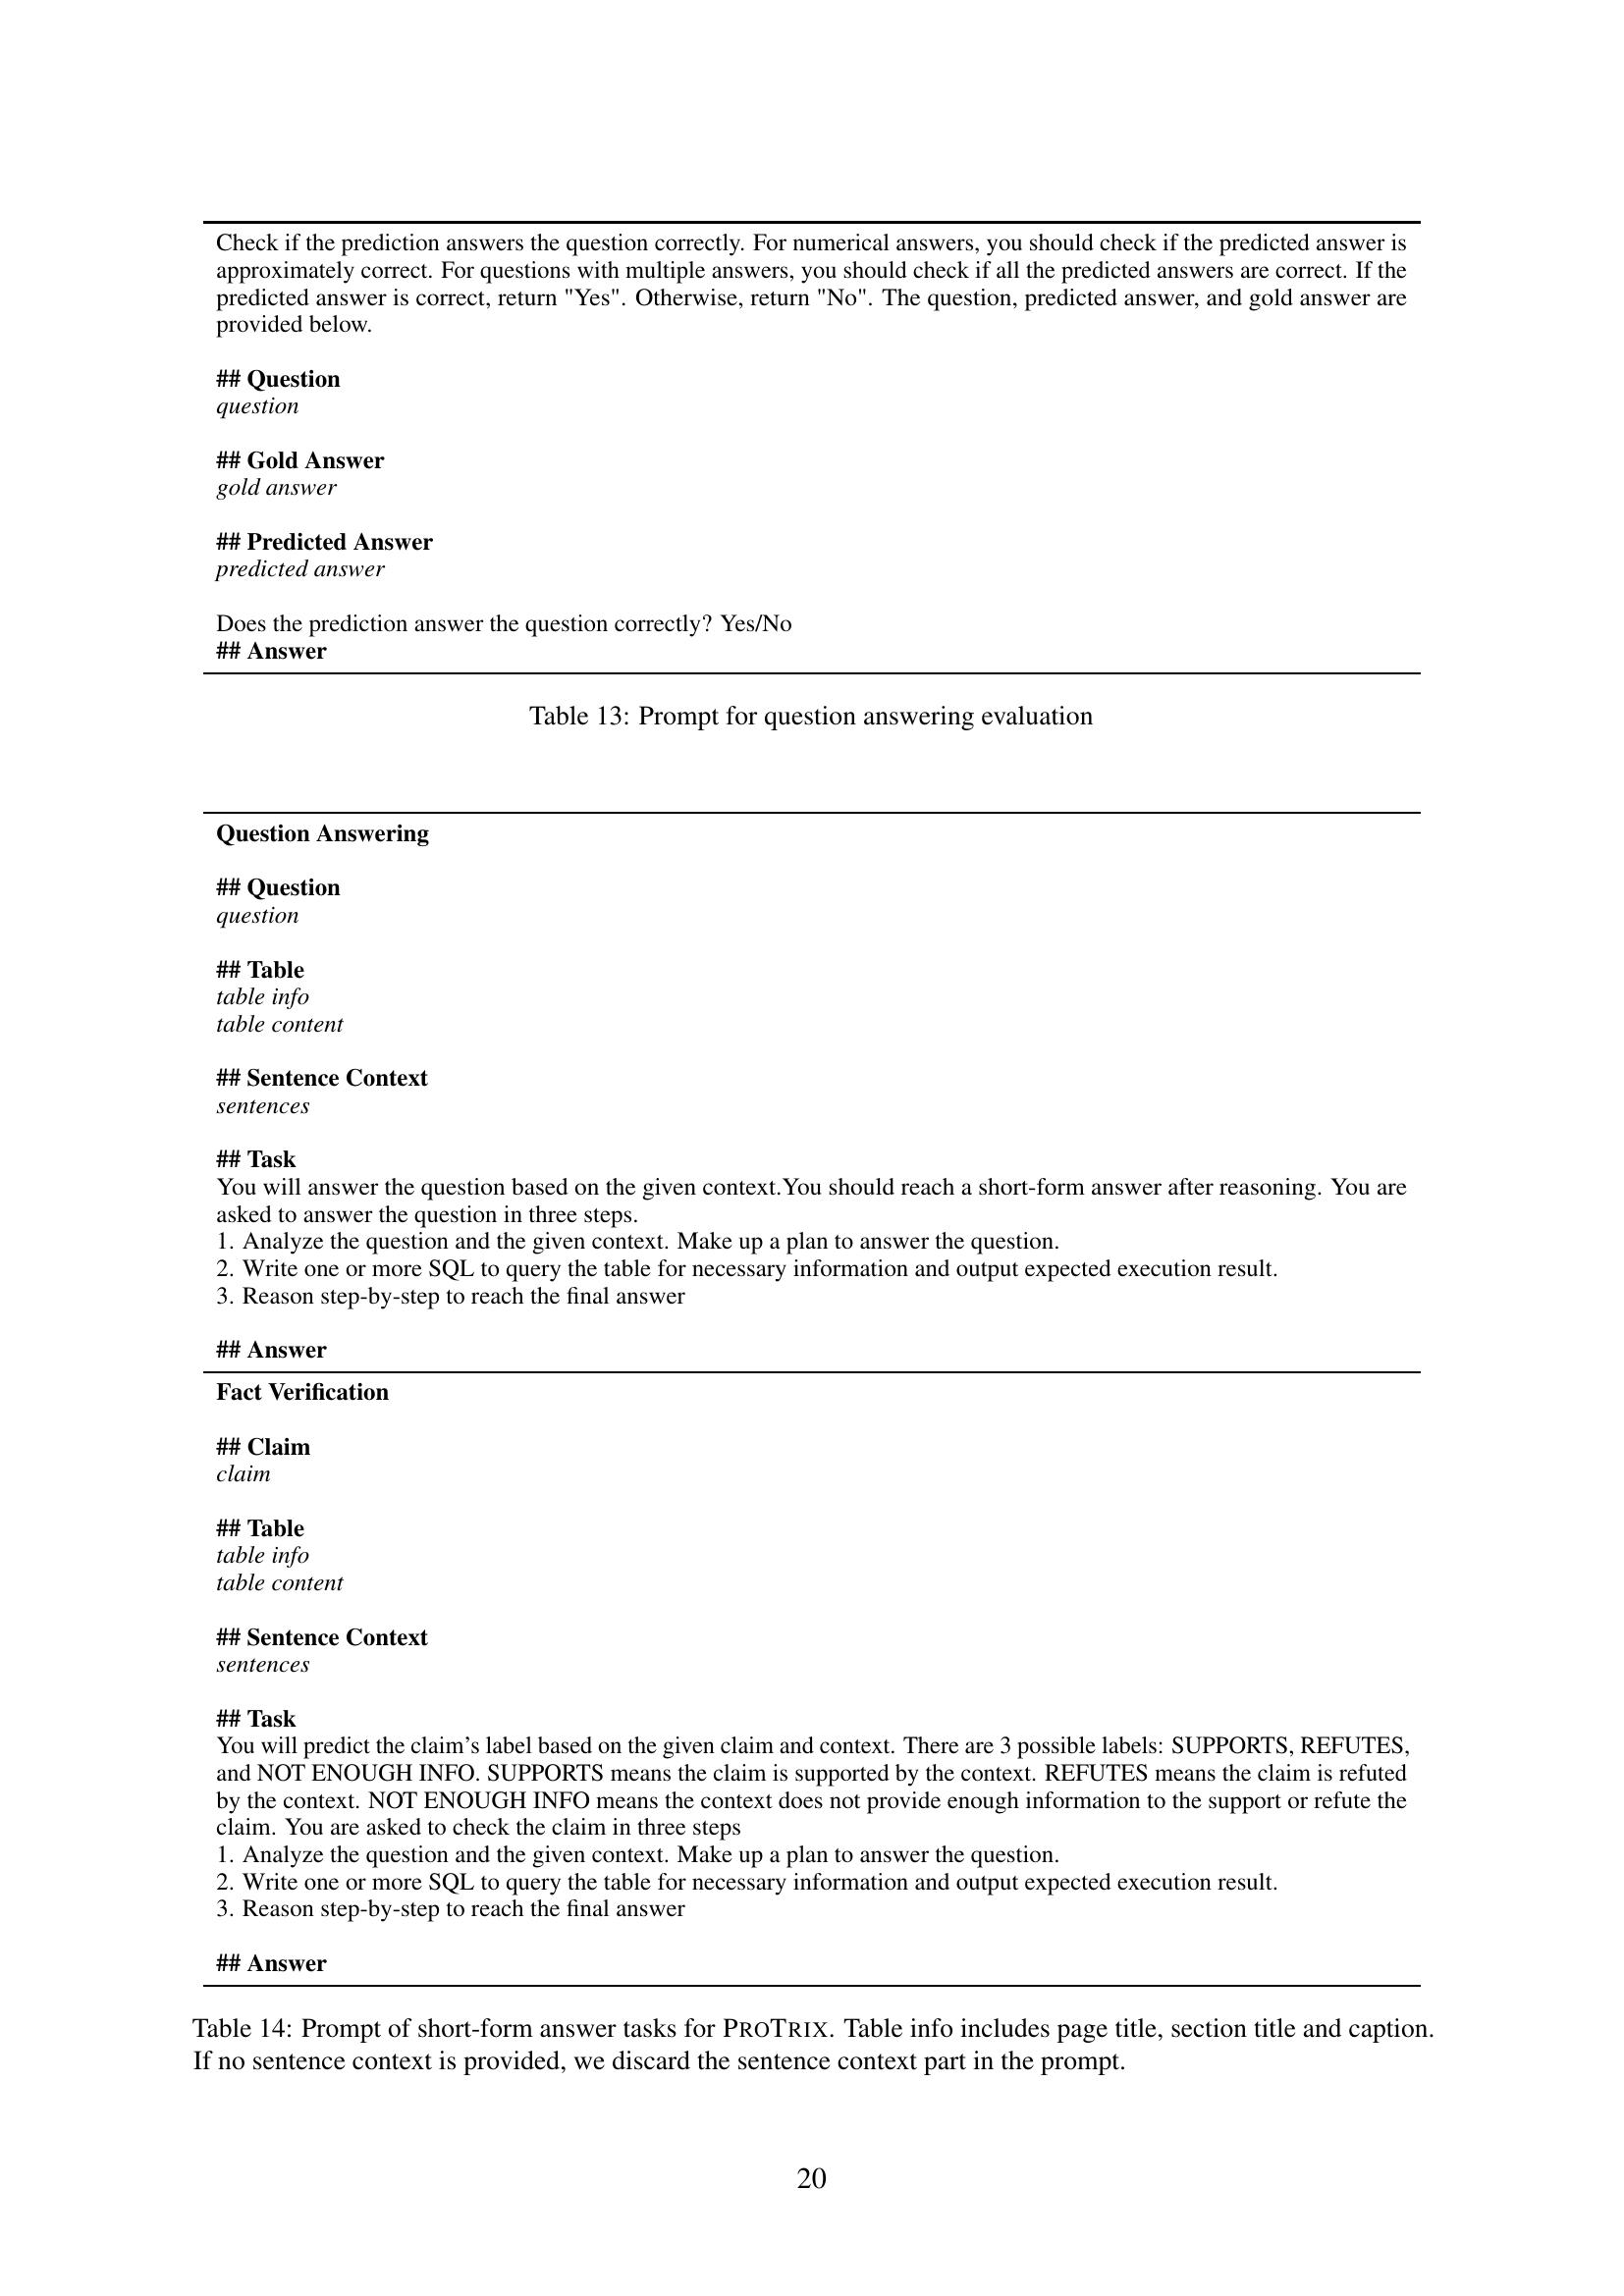 Check if the prediction answers the question correctly. For numerical answers, you should check if the predicted answer is
approximately correct. For questions with multiple answers, you should check if all the predicted answers are correct. If the
predicted answer is correct, return "Yes". Otherwise, return "No". The question, predicted answer, and gold answer are
provided below.
## Question
question
## Gold Answer
gold answer
## Predicted Answer
predicted answer
Does the prediction answer the question correctly? Yes/No
## Answer
Table 13: Prompt for question answering evaluation
Question Answering
## Question
question
## Table
table info
table content
## Sentence Context
sentences
## Task
You will answer the question based on the given context.You should reach a short-form answer after reasoning. You are
asked to answer the question in three steps.
1. Analyze the question and the given context. Make up a plan to answer the question.
2. Write one or more SQL to query the table for necessary information and output expected execution result.
3. Reason step-by-step to reach the final answer
## Answer
Fact Verification
## Claim
claim
## Table
table info
table content
## Sentence Context
sentences
## Task
You will predict the claim's label based on the given claim and context. There are 3 possible labels: SUPPORTS, REFUTES,
and NOT ENOUGH INFO. SUPPORTS means the claim is supported by the context. REFUTES means the claim is refuted
by the context. NOT ENOUGH INFO means the context does not provide enough information to the support or refute the
claim. You are asked to check the claim in three steps
1. Analyze the question and the given context. Make up a plan to answer the question.
2. Write one or more SQL to query the table for necessary information and output expected execution result.
3. Reason step-by-step to reach the final answer
## Answer
Table 14: Prompt of short-form answer tasks for PROTRIX. Table info includes page title, section title and caption.
If no sentence context is provided, we discard the sentence context part in the prompt.
20